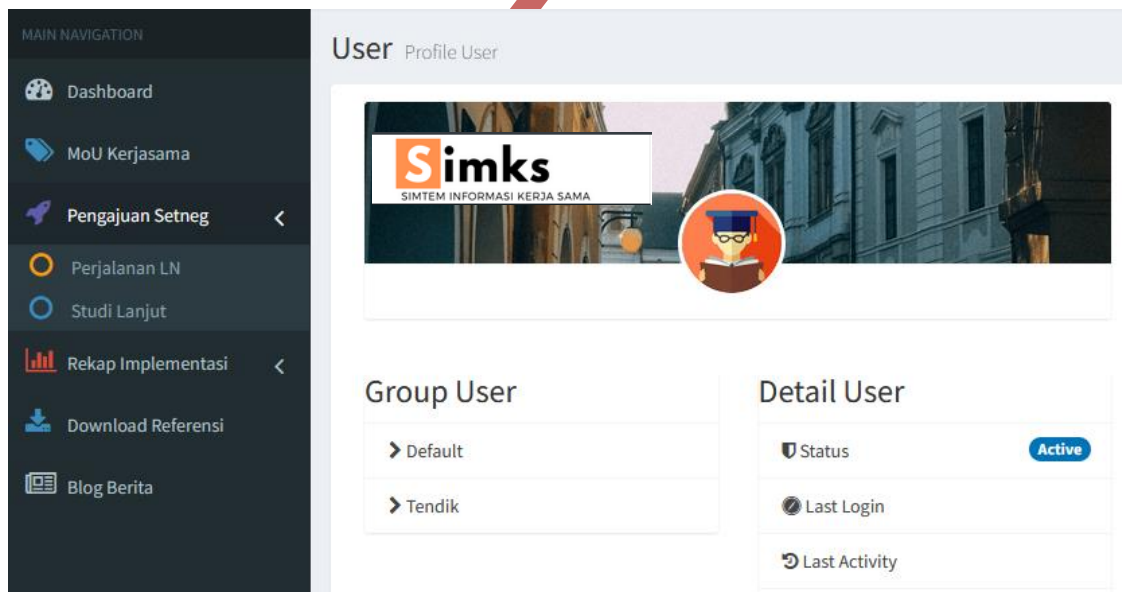 MAIN NAVIGATION
Dashboard
MoU Kerjasama
Pengajuan Setneg
Perjalanan LN
Studi Lanjut
Rekap Implementasi
Download Referensi
Blog Berita
User Profile User
Simks
SIMTEM INFORMASI KERJA SAMA
Group User
Default
Tendik
Detail User
Status Active
Last Login
Last Activity